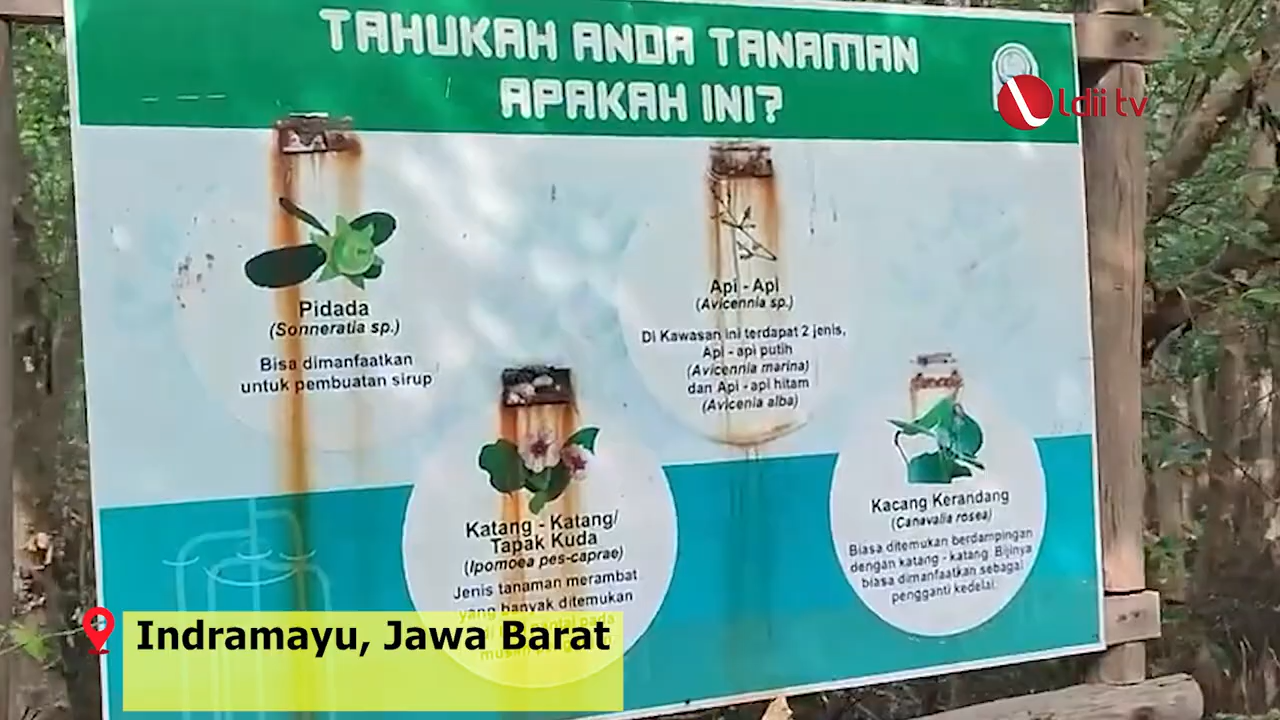 TAHUKAH ANDA TANAMAN
APAKAH INI?
Ldii tv
Pidada
(Sonneratia sp.)
Bisa dimanfaatkan
untuk pembuatan sirup
Api - Api
(Avicennia sp.)
Di Kawasan ini terdapat 2 jenis,
Api - api putih
(Avicennia marina)
dan Api - api hitam
(Avicenia alba)
Katang - Katang/
Tapak Kuda
(Ipomoea pes-caprae)
Jenis tanaman merambat
yang banyak ditemukan
Kacang Kerandang
(Canavalia rosea)
Biasa ditemukan berdampingan
dengan katang - katang. Bijinya
biasa dimanfaatkan sebagai
pengganti kedelai.
Indramayu, Jawa Barat